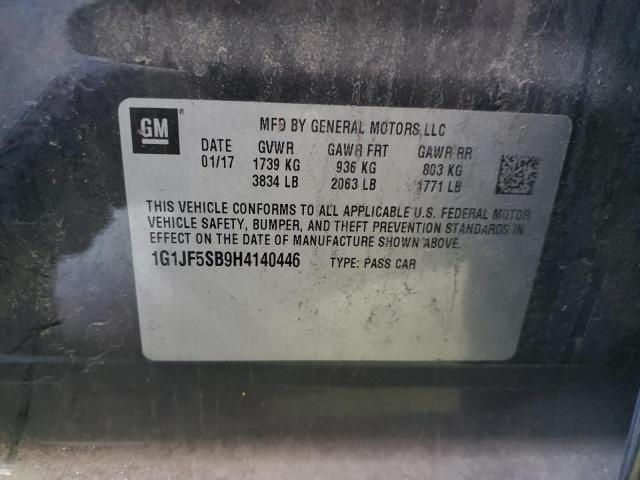 GM
MFD BY GENERAL MOTORS LLC
DATE GVWR GAWR FRT GAWR RR
01/17 1739 KG 936 KG 803 KG
3834 LB 2063 LB 1771 LB
THIS VEHICLE CONFORMS TO ALL APPLICABLE U.S. FEDERAL MOTOR
VEHICLE SAFETY, BUMPER, AND THEFT PREVENTION STANDARDS IN
EFFECT ON THE DATE OF MANUFACTURE SHOWN ABOVE.
1G1JF5SB9H4140446 TYPE: PASS CAR